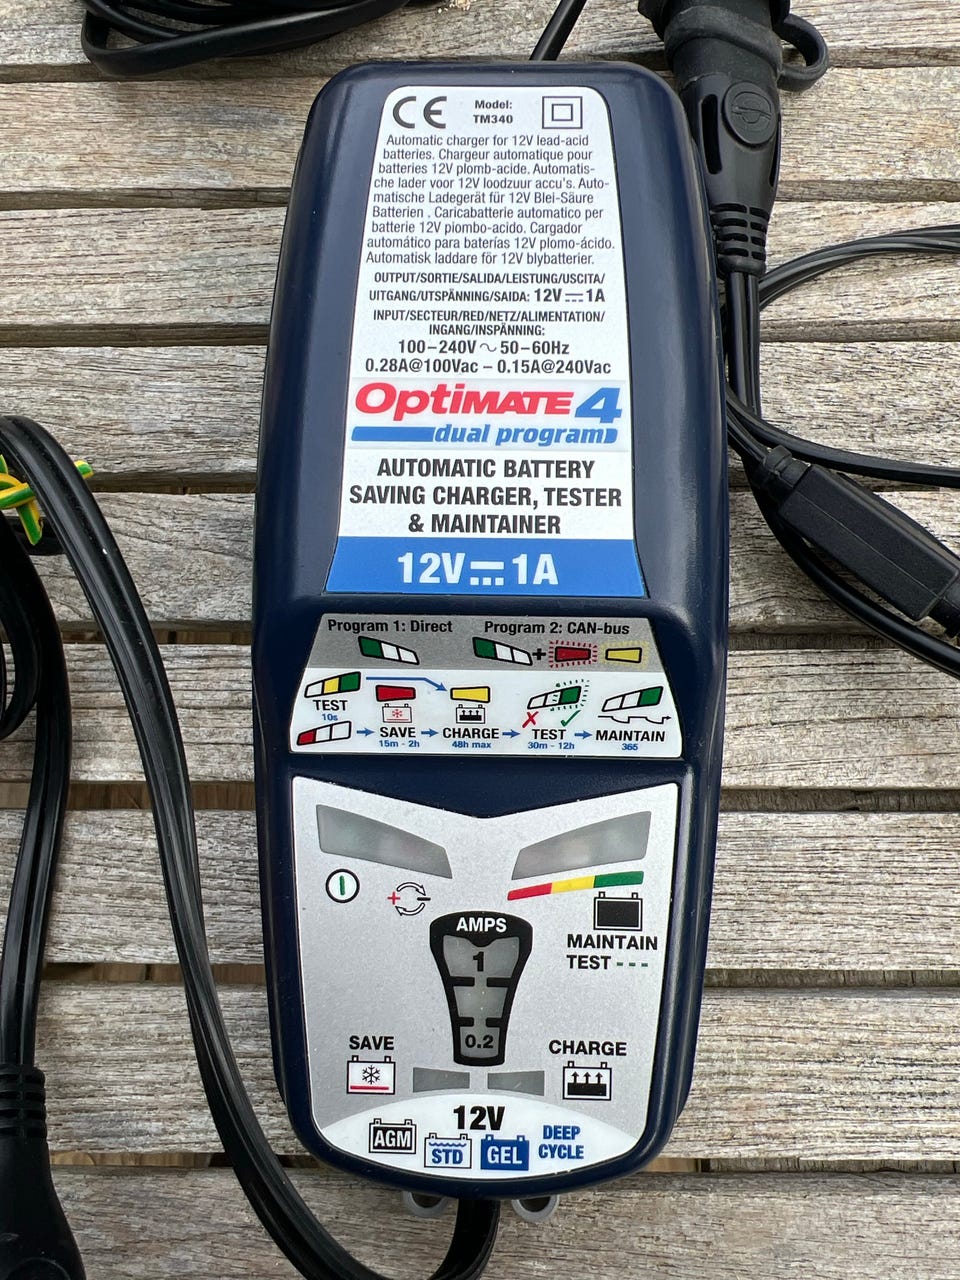 CE
Model:
TM340
Automatic charger for 12V lead-acid
batteries. Chargeur automatique pour
batteries 12V plomb-acide. Automatis-
che lader voor 12V loodzuur accu's. Auto-
matische Ladegerät für 12V Blei-Säure
Batterien . Caricabatterie automatico per
batterie 12V piombo-acido. Cargador
automático para baterías 12V plomo-ácido.
Automatisk laddare för 12V blybatterier.
OUTPUT/SORTIE/SALIDA/LEISTUNG/USCITA/
UITGANG/UTSPÄNNING/SAIDA: 12V⎓1A
INPUT/SECTEUR/RED/NETZ/ALIMENTATION/
INGANG/INSPÄNNING:
100–240V ∿ 50–60Hz
0.28A@100Vac – 0.15A@240Vac
OptiMATE 4
dual program
AUTOMATIC BATTERY
SAVING CHARGER, TESTER
& MAINTAINER
12V⎓1A
Program 1: Direct
Program 2: CAN-bus
+
TEST
10s
SAVE
15m - 2h
CHARGE
48h max
TEST
30m - 12h
MAINTAIN
365
AMPS
1
0.2
MAINTAIN
TEST - - -
SAVE
CHARGE
12V
AGM
STD
GEL
DEEP
CYCLE